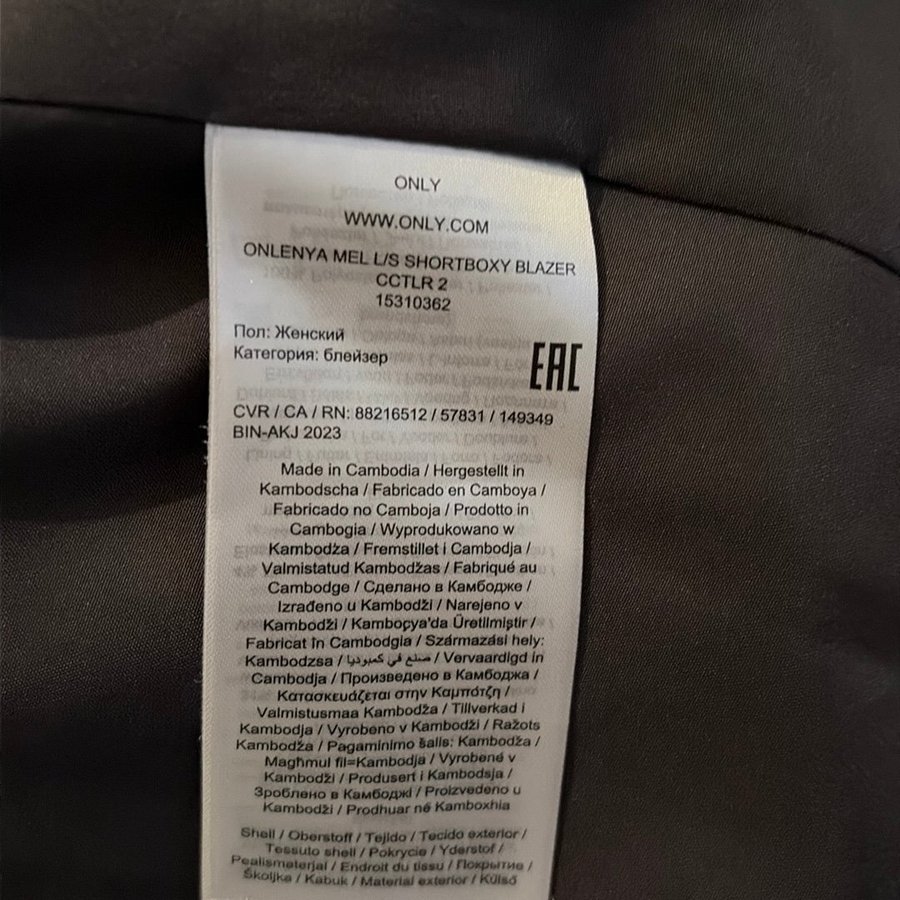 ONLY
WWW.ONLY.COM
ONLENYA MEL L/S SHORTBOXY BLAZER
CCTLR 2
15310362
Пол: Женский
Категория: блейзер
EAC
CVR / CA / RN: 88216512 / 57831 / 149349
BIN-AKJ 2023
Made in Cambodia / Hergestellt in
Kambodscha / Fabricado en Camboya /
Fabricado no Camboja / Prodotto in
Cambogia / Wyprodukowano w
Kambodża / Fremstillet i Cambodja /
Valmistatud Kambodžas / Fabriqué au
Cambodge / Сделано в Камбодже /
Izrađeno u Kambodži / Narejeno v
Kambodži / Kamboçya'da Üretilmiştir /
Fabricat în Cambodgia / Származási hely:
Kambodzsa / صنع في كمبوديا / Vervaardigd in
Cambodja / Произведено в Камбоджа /
Κατασκευάζεται στην Καμπότζη /
Valmistusmaa Kambodža / Tillverkad i
Kambodja / Vyrobeno v Kambodži / Ražots
Kambodža / Pagaminimo šalis: Kambodža /
Magħmul fil=Kambodja / Vyrobené v
Kambodži / Produsert i Kambodsja /
Зроблено в Камбоджі / Proizvedeno u
Kambodži / Prodhuar në Kamboxhia
Shell / Oberstoff / Tejido / Tecido exterior /
Tessuto shell / Pokrycie / Yderstof /
Pealismaterjal / Endroit du tissu / Покрытие /
Školjka / Kabuk / Material exterior / Külső